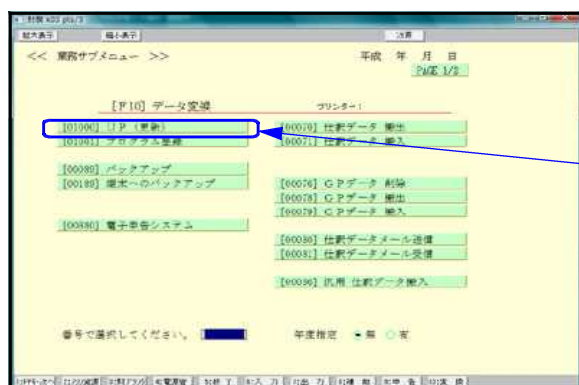 拡大表示 縮小表示 決算
<< 業務サブメニュー >> 平成 年 月 日
PAGE 1/2
[F10] データ変換 プリンター:
[01000] UP (更新) [00070] 仕訳データ 搬出
[01001] プログラム登録 [00071] 仕訳データ 搬入
[00080] バックアップ
[00180] 端末へのバックアップ [00076] GPデータ 削除
[00078] GPデータ 搬出
[00079] GPデータ 搬入
[00880] 電子申告システム
[00080] 仕訳データメール送信
[00081] 仕訳データメール受信
[00096] 汎用 仕訳データ搬入
番号で選択してください。 年度指定 無 有